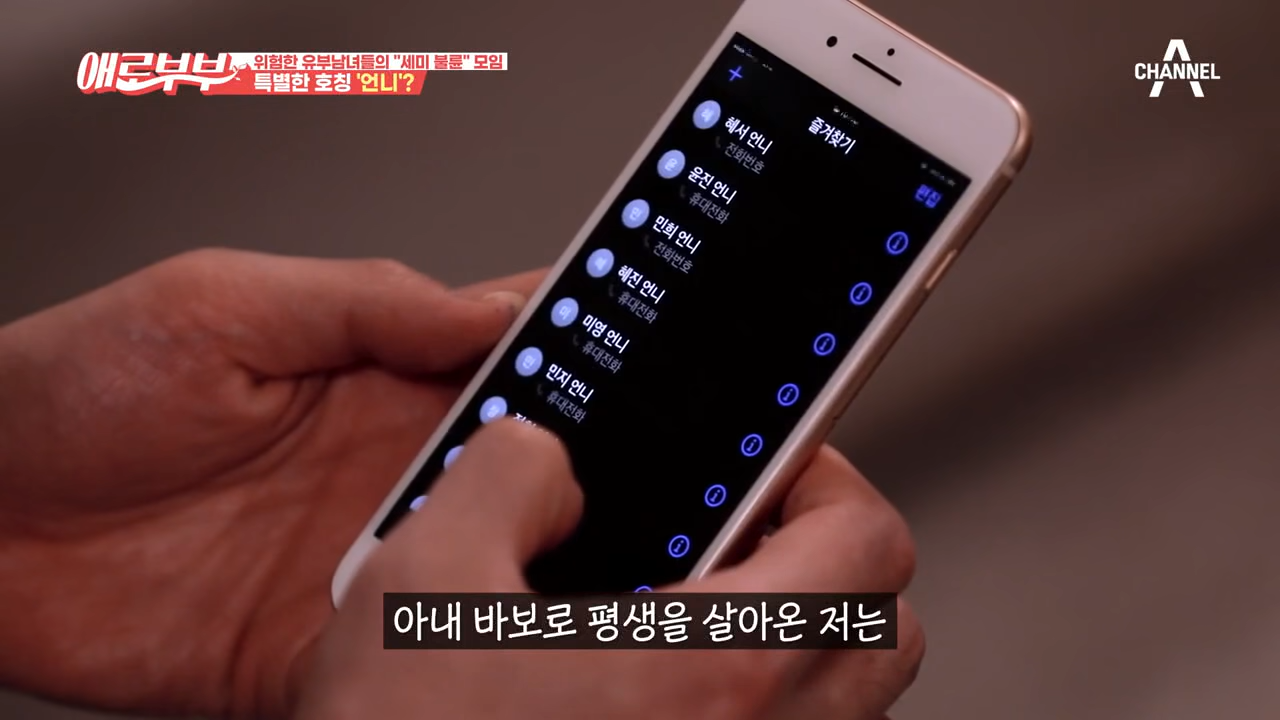 애로부부
위험한 유부남녀들의 "세미 불륜" 모임
특별한 호칭 '언니'?
CHANNEL A
즐겨찾기
편집
혜서 언니
전화번호
윤진 언니
휴대전화
민희 언니
전화번호
혜진 언니
휴대전화
미영 언니
휴대전화
민지 언니
휴대전화
아내 바보로 평생을 살아온 저는